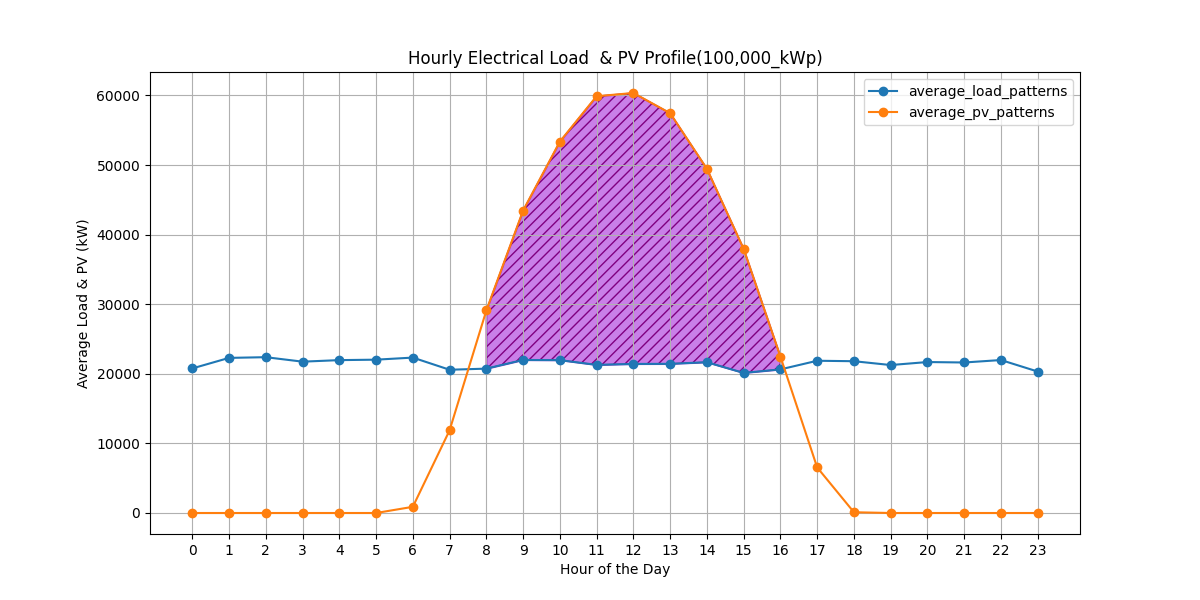 Hourly Electrical Load  & PV Profile(100,000_kWp)
average_load_patterns
average_pv_patterns
Average Load & PV (kW)
60000
50000
40000
30000
20000
10000
0
0 1 2 3 4 5 6 7 8 9 10 11 12 13 14 15 16 17 18 19 20 21 22 23
Hour of the Day